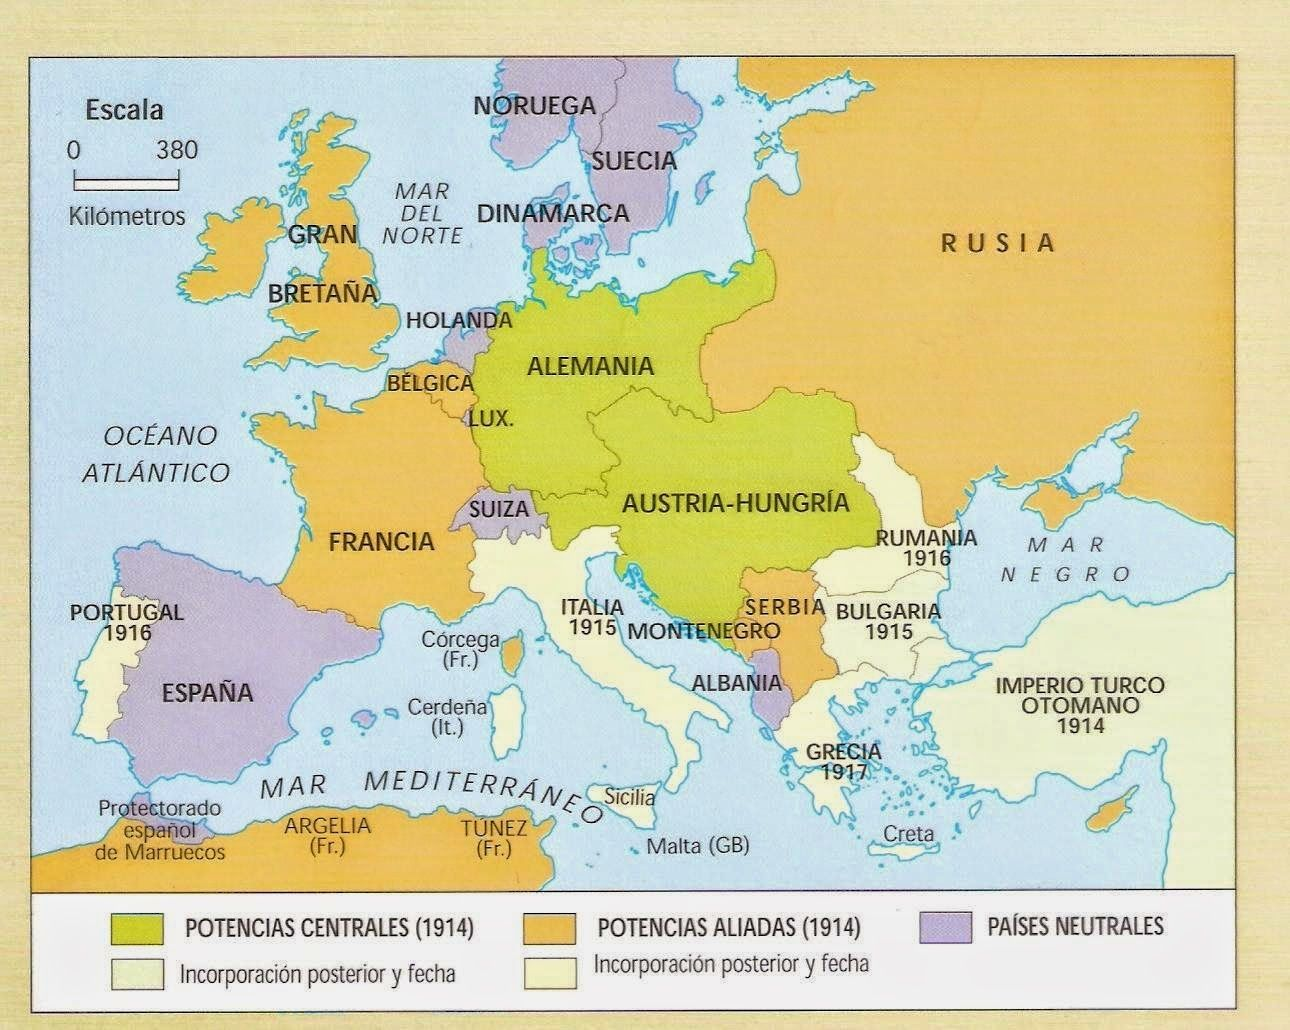 Escala
0 380
Kilómetros
NORUEGA
SUECIA
MAR
DEL
NORTE
DINAMARCA
GRAN
BRETAÑA
RUSIA
HOLANDA
ALEMANIA
BÉLGICA
LUX.
OCÉANO
ATLÁNTICO
SUIZA
AUSTRIA-HUNGRÍA
FRANCIA
RUMANIA
1916
MAR
NEGRO
PORTUGAL
1916
ITALIA
1915
SERBIA
BULGARIA
1915
MONTENEGRO
Córcega
(Fr.)
ESPAÑA
ALBANIA
IMPERIO TURCO
OTOMANO
1914
Cerdeña
(It.)
GRECIA
1917
MAR MEDITERRÁNEO
Sicilia
Protectorado
español
de Marruecos
ARGELIA
(Fr.)
TÚNEZ
(Fr.)
Malta (GB)
Creta
POTENCIAS CENTRALES (1914)
POTENCIAS ALIADAS (1914)
PAÍSES NEUTRALES
Incorporación posterior y fecha
Incorporación posterior y fecha